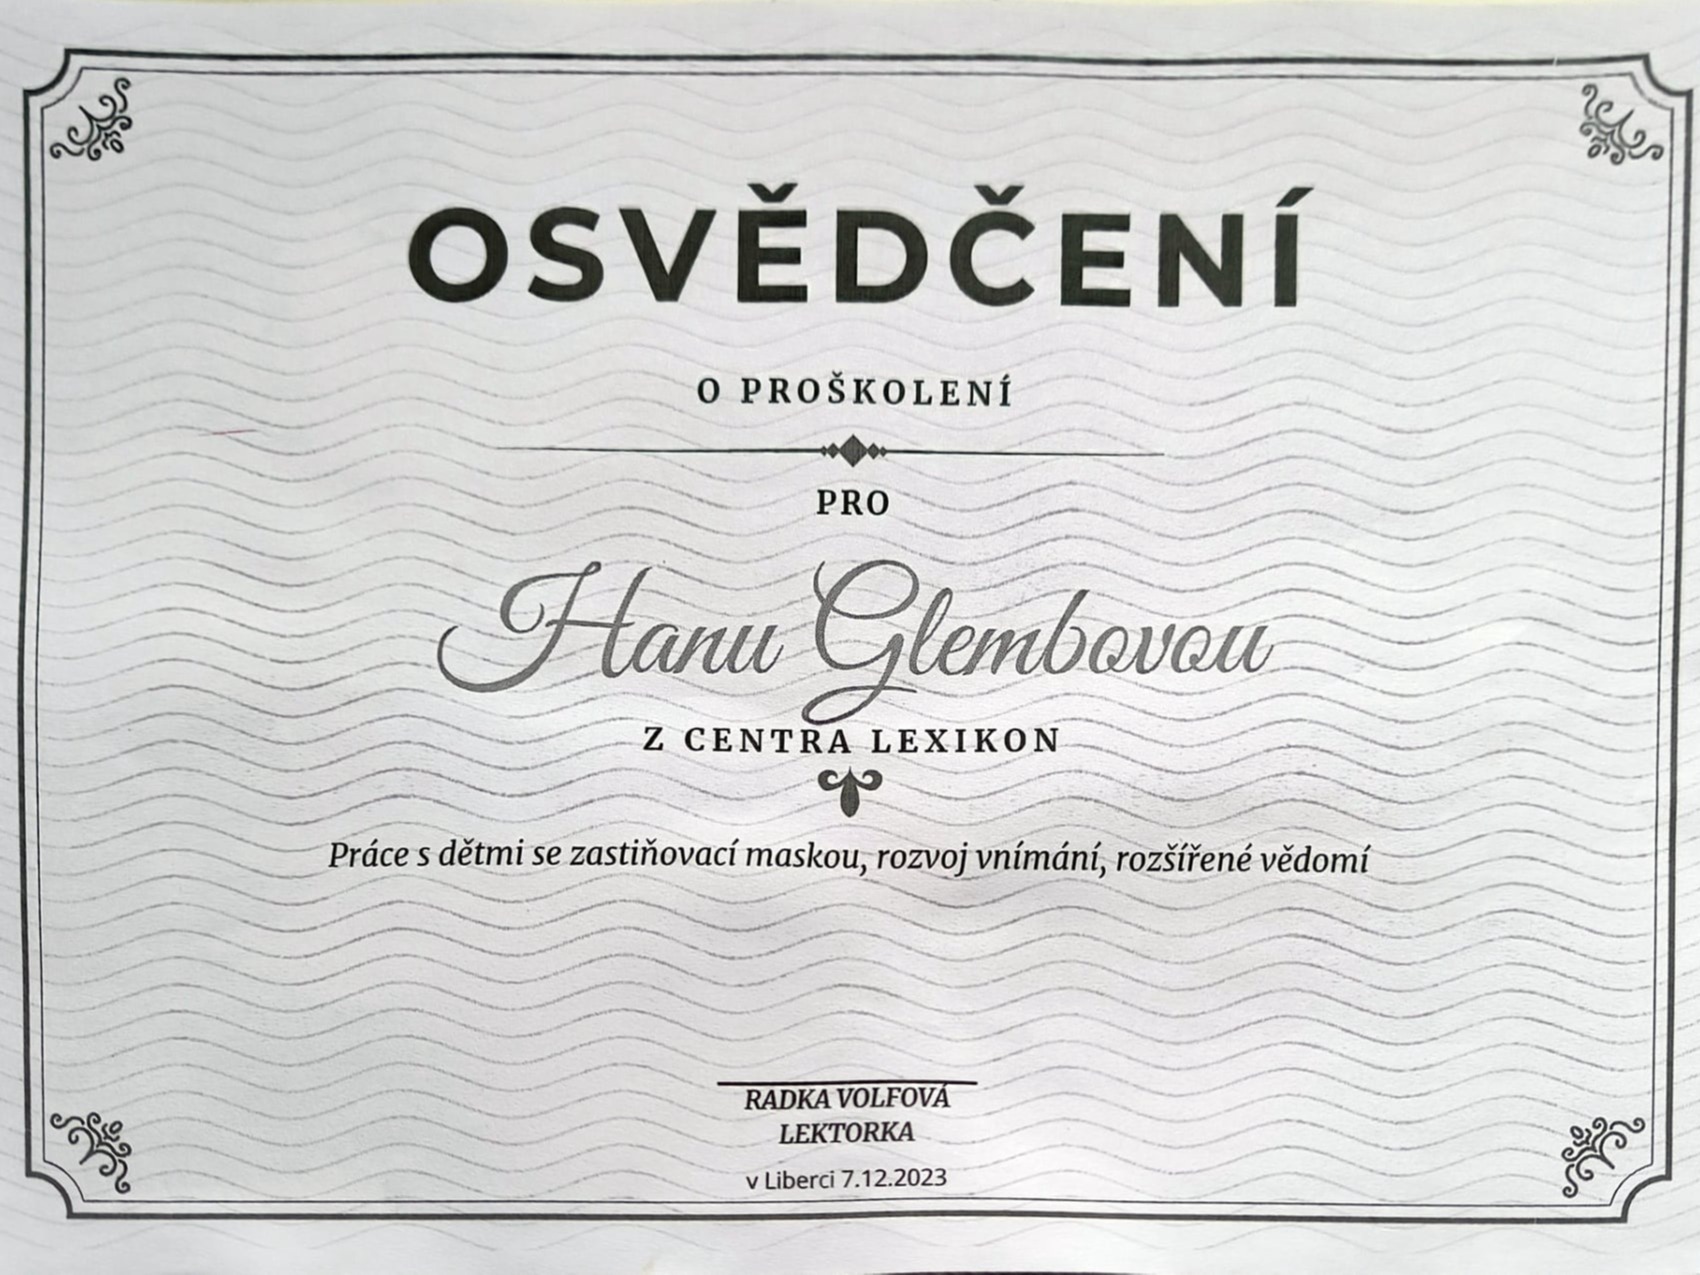 OSVĚDČENÍ
O PROŠKOLENÍ
PRO
Hanu Glembovou
Z CENTRA LEXIKON
Práce s dětmi se zastiňovací maskou, rozvoj vnímání, rozšířené vědomí
RADKA VOLFOVÁ
LEKTORKA
v Liberci 7.12.2023